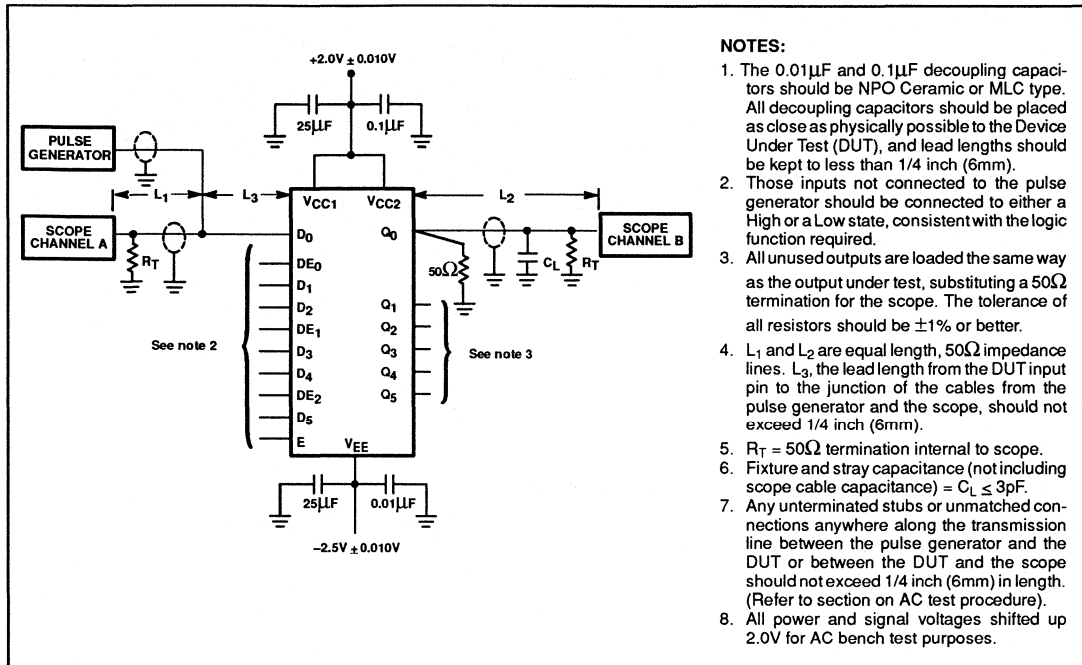 +2.0V ± 0.010V
25µF
0.1µF
PULSE
GENERATOR
L1
L3
L2
SCOPE
CHANNEL A
RT
VCC1
VCC2
D0
DE0
D1
D2
DE1
D3
D4
DE2
D5
E
VEE
Q0
50Ω
Q1
Q2
Q3
Q4
Q5
CL
RT
SCOPE
CHANNEL B
See note 2
See note 3
25µF
0.01µF
−2.5V ± 0.010V
NOTES:
1. The 0.01µF and 0.1µF decoupling capaci-
tors should be NPO Ceramic or MLC type.
All decoupling capacitors should be placed
as close as physically possible to the Device
Under Test (DUT), and lead lengths should
be kept to less than 1/4 inch (6mm).
2. Those inputs not connected to the pulse
generator should be connected to either a
High or a Low state, consistent with the logic
function required.
3. All unused outputs are loaded the same way
as the output under test, substituting a 50Ω
termination for the scope. The tolerance of
all resistors should be ±1% or better.
4. L1 and L2 are equal length, 50Ω impedance
lines. L3, the lead length from the DUT input
pin to the junction of the cables from the
pulse generator and the scope, should not
exceed 1/4 inch (6mm).
5. RT = 50Ω termination internal to scope.
6. Fixture and stray capacitance (not including
scope cable capacitance) = CL ≤ 3pF.
7. Any unterminated stubs or unmatched con-
nections anywhere along the transmission
line between the pulse generator and the
DUT or between the DUT and the scope
should not exceed 1/4 inch (6mm) in length.
(Refer to section on AC test procedure).
8. All power and signal voltages shifted up
2.0V for AC bench test purposes.